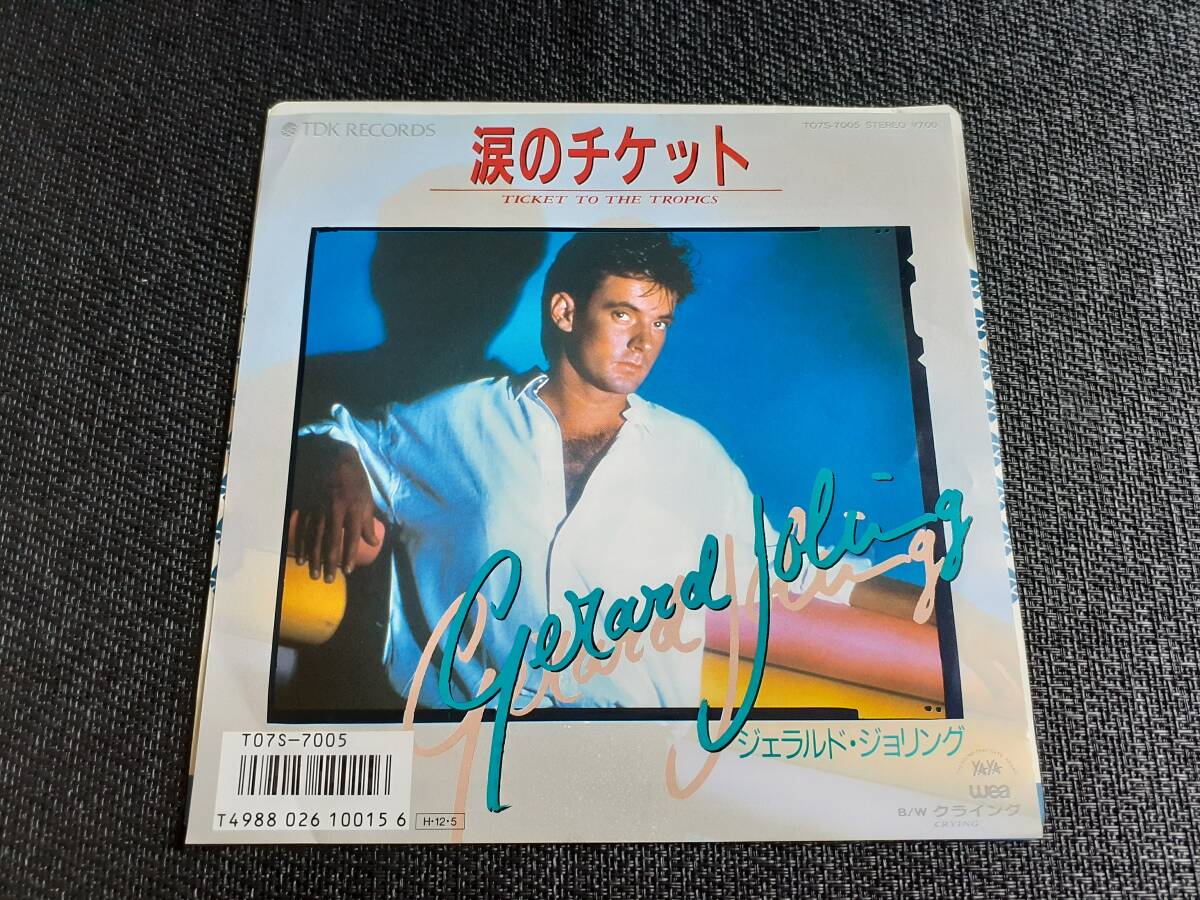 TDK RECORDS
T07S-7005 STEREO ¥700
涙のチケット
TICKET TO THE TROPICS
Gerard Joling
ジェラルド・ジョリング
T07S-7005
T4988 026 10015 6
H・12・5
YAYA
wea
B/W クライング
CRYING